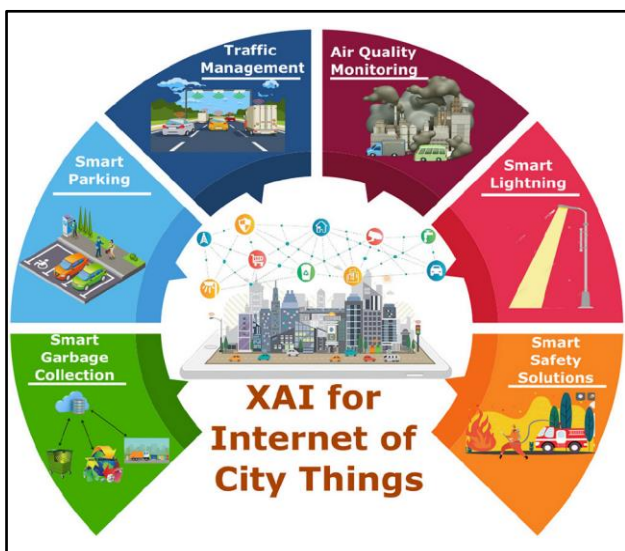 Traffic
Management
Air Quality
Monitoring
Smart
Parking
Smart
Lightning
Smart
Garbage
Collection
Smart
Safety
Solutions
XAI for
Internet of
City Things